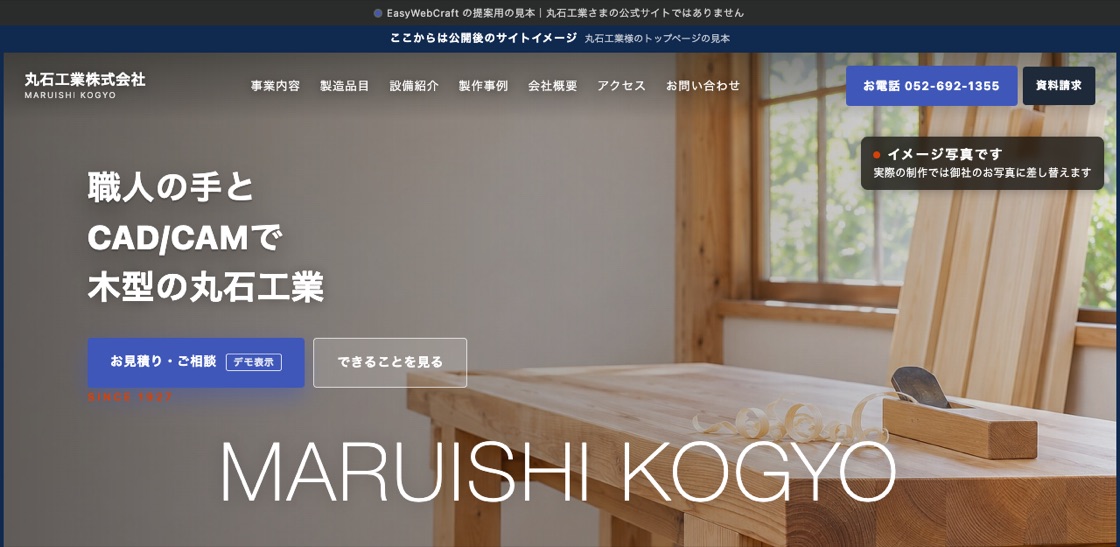 EasyWebCraft の提案用の見本｜丸石工業さまの公式サイトではありません
ここからは公開後のサイトイメージ 丸石工業様のトップページの見本
丸石工業株式会社
MARUISHI KOGYO
事業内容 製造品目 設備紹介 製作事例 会社概要 アクセス お問い合わせ
お電話 052-692-1355
資料請求
イメージ写真です
実際の制作では御社のお写真に差し替えます
職人の手と
CAD/CAMで
木型の丸石工業
お見積り・ご相談 デモ表示
できることを見る
SINCE
MARUISHI KOGYO